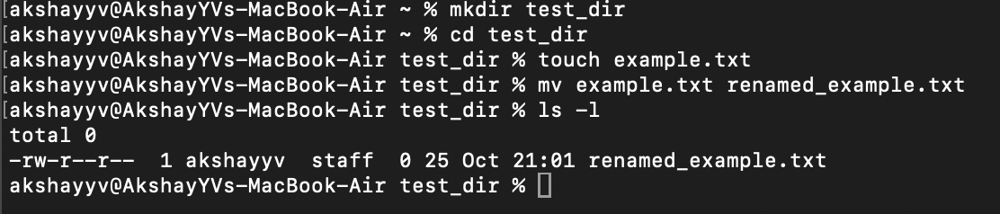 [akshayyv@AkshayYVs-MacBook-Air ~ % mkdir test_dir
[akshayyv@AkshayYVs-MacBook-Air ~ % cd test_dir
[akshayyv@AkshayYVs-MacBook-Air test_dir % touch example.txt
[akshayyv@AkshayYVs-MacBook-Air test_dir % mv example.txt renamed_example.txt
[akshayyv@AkshayYVs-MacBook-Air test_dir % ls -l
total 0
-rw-r--r--  1 akshayyv  staff  0 25 Oct 21:01 renamed_example.txt
akshayyv@AkshayYVs-MacBook-Air test_dir %